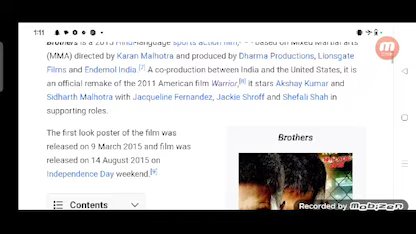 1:11
Brothers is a 2015 Hindi-language sports action film, based on Mixed Martial arts
(MMA) directed by Karan Malhotra and produced by Dharma Productions, Lionsgate
Films and Endemol India.[7] A co-production between India and the United States, it is
an official remake of the 2011 American film Warrior,[8] it stars Akshay Kumar and
Sidharth Malhotra with Jacqueline Fernandez, Jackie Shroff and Shefali Shah in
supporting roles.
The first look poster of the film was
released on 9 March 2015 and film was
released on 14 August 2015 on
Independence Day weekend.[9]
Contents
Brothers
Recorded by Mobizen